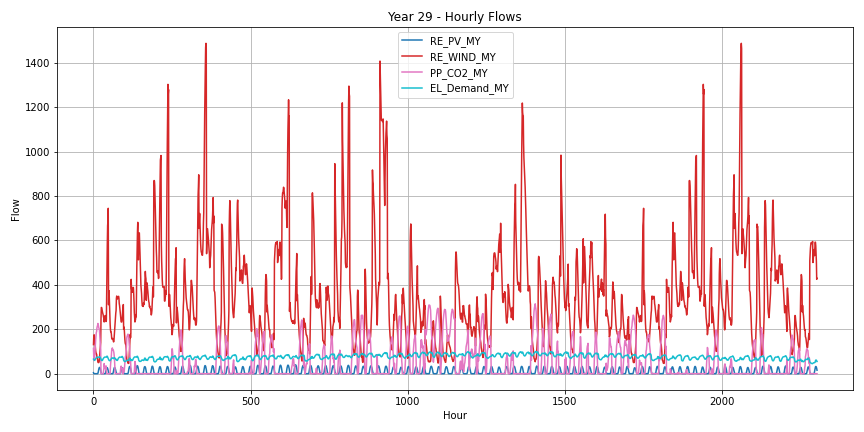 Year 29 - Hourly Flows
RE_PV_MY
RE_WIND_MY
PP_CO2_MY
EL_Demand_MY
1400
1200
1000
800
600
400
200
0
Flow
0 500 1000 1500 2000
Hour